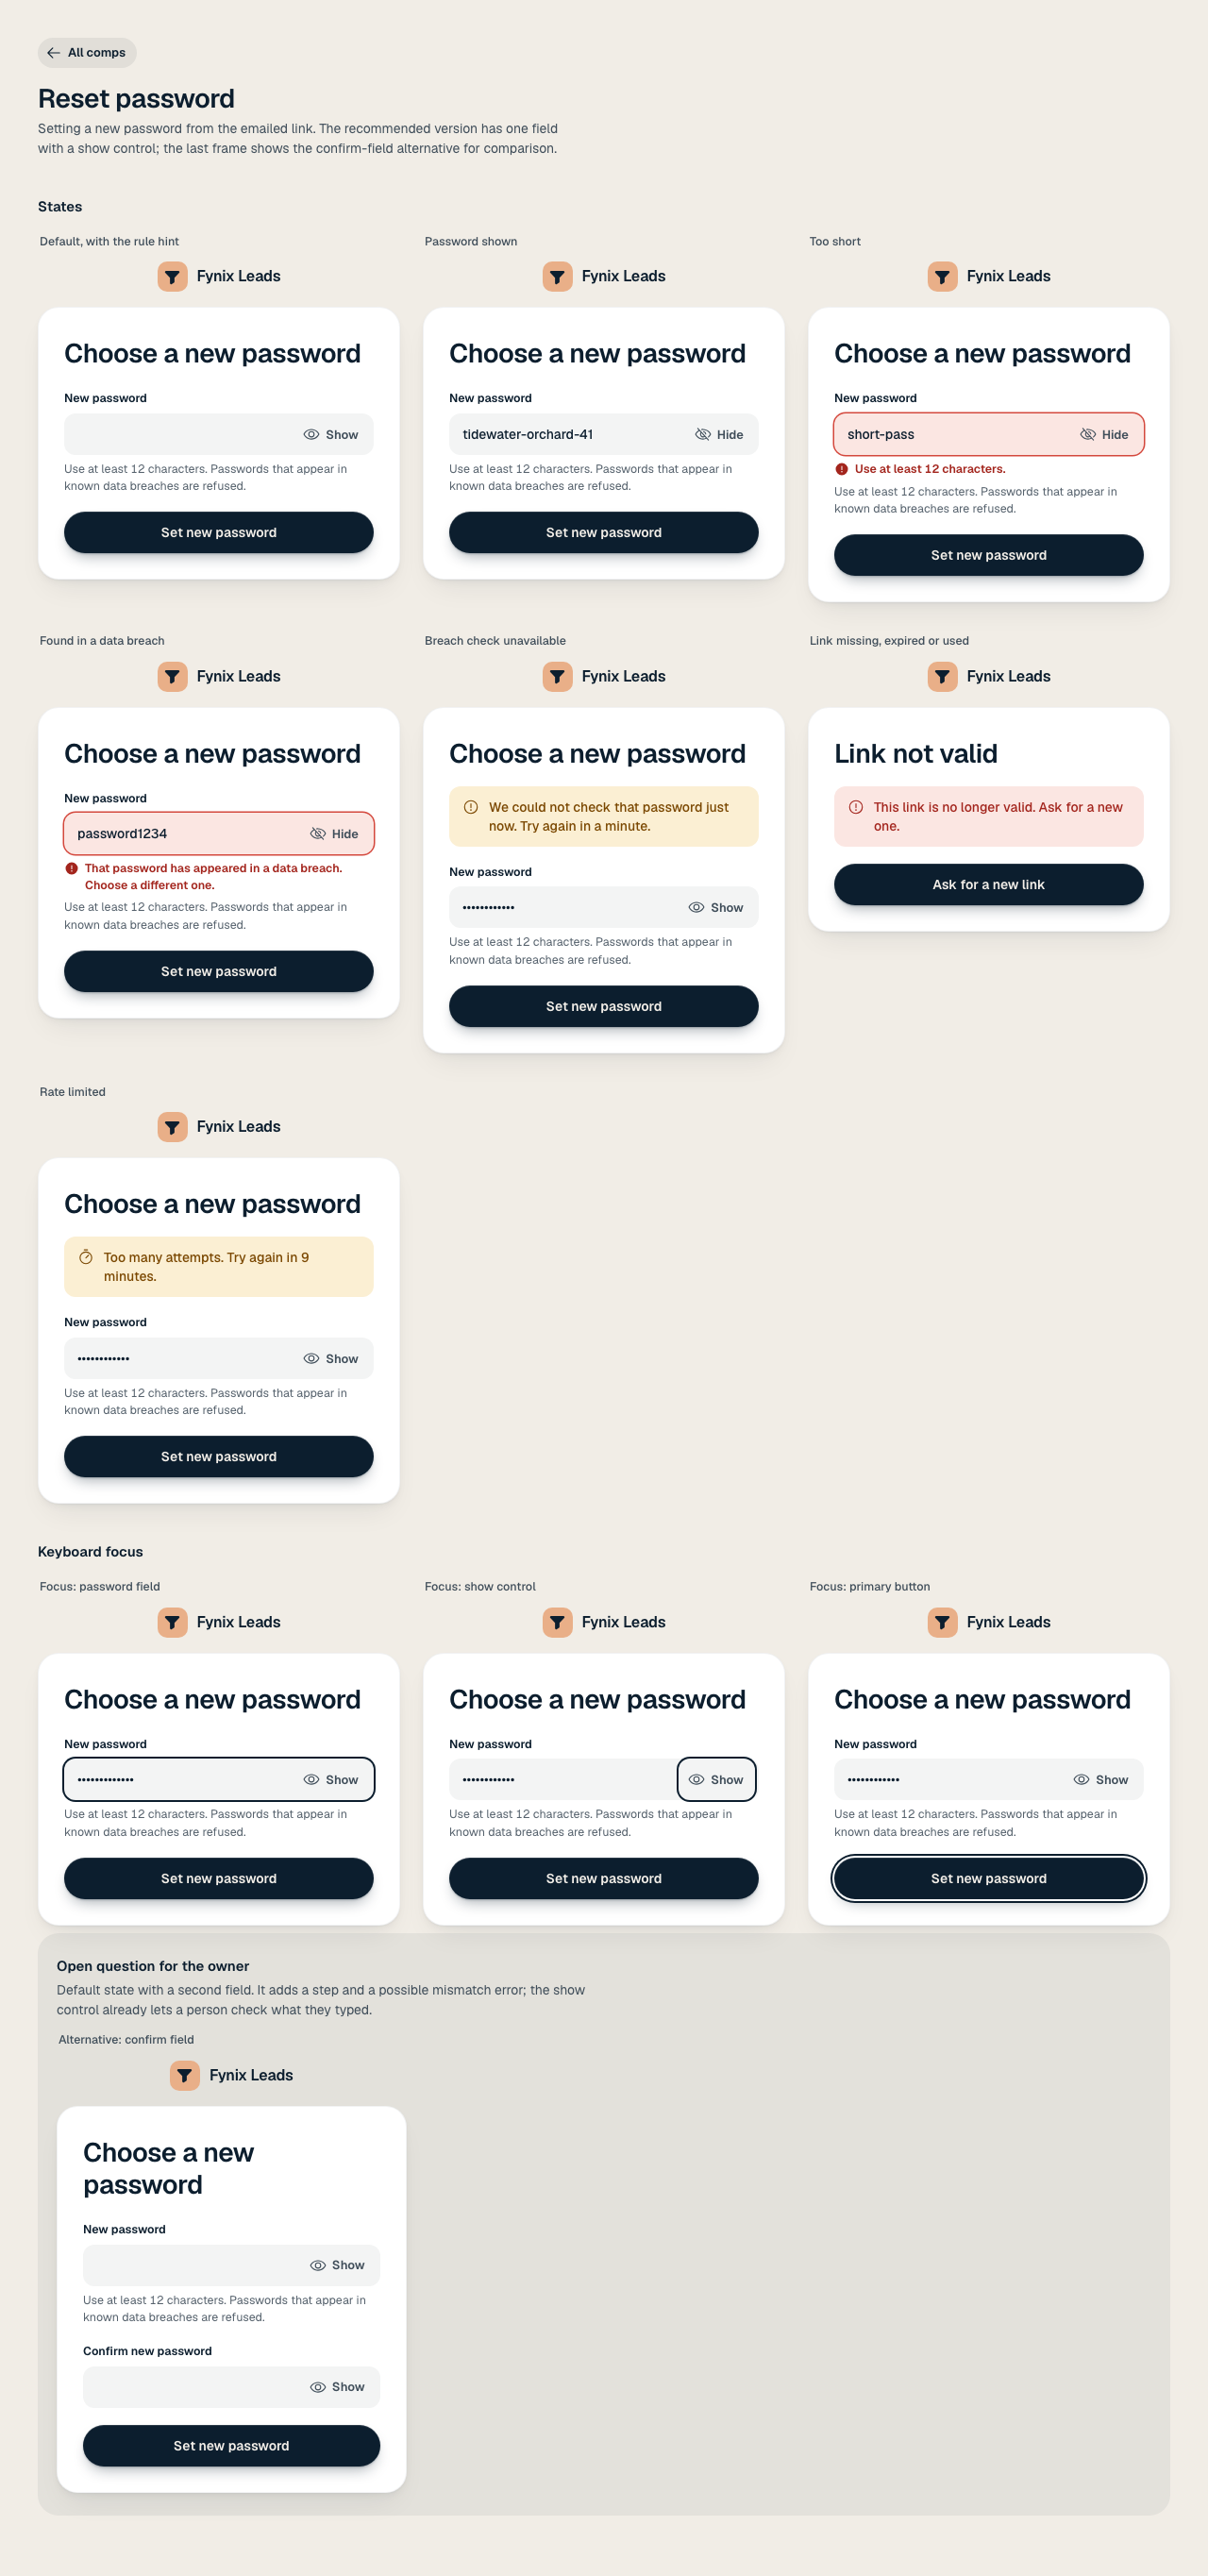 All comps
Reset password
Setting a new password from the emailed link. The recommended version has one field
with a show control; the last frame shows the confirm-field alternative for comparison.
States
Default, with the rule hint
Fynix Leads
Choose a new password
New password
Show
Use at least 12 characters. Passwords that appear in
known data breaches are refused.
Set new password
Password shown
Fynix Leads
Choose a new password
New password
tidewater-orchard-41 Hide
Use at least 12 characters. Passwords that appear in
known data breaches are refused.
Set new password
Too short
Fynix Leads
Choose a new password
New password
short-pass Hide
Use at least 12 characters.
Use at least 12 characters. Passwords that appear in
known data breaches are refused.
Set new password
Found in a data breach
Fynix Leads
Choose a new password
New password
password1234 Hide
That password has appeared in a data breach.
Choose a different one.
Use at least 12 characters. Passwords that appear in
known data breaches are refused.
Set new password
Breach check unavailable
Fynix Leads
Choose a new password
We could not check that password just
now. Try again in a minute.
New password
•••••••••••• Show
Use at least 12 characters. Passwords that appear in
known data breaches are refused.
Set new password
Link missing, expired or used
Fynix Leads
Link not valid
This link is no longer valid. Ask for a new
one.
Ask for a new link
Rate limited
Fynix Leads
Choose a new password
Too many attempts. Try again in 9
minutes.
New password
•••••••••••• Show
Use at least 12 characters. Passwords that appear in
known data breaches are refused.
Set new password
Keyboard focus
Focus: password field
Fynix Leads
Choose a new password
New password
••••••••••••• Show
Use at least 12 characters. Passwords that appear in
known data breaches are refused.
Set new password
Focus: show control
Fynix Leads
Choose a new password
New password
•••••••••••• Show
Use at least 12 characters. Passwords that appear in
known data breaches are refused.
Set new password
Focus: primary button
Fynix Leads
Choose a new password
New password
•••••••••••• Show
Use at least 12 characters. Passwords that appear in
known data breaches are refused.
Set new password
Open question for the owner
Default state with a second field. It adds a step and a possible mismatch error; the show
control already lets a person check what they typed.
Alternative: confirm field
Fynix Leads
Choose a new
password
New password
Show
Use at least 12 characters. Passwords that appear in
known data breaches are refused.
Confirm new password
Show
Set new password